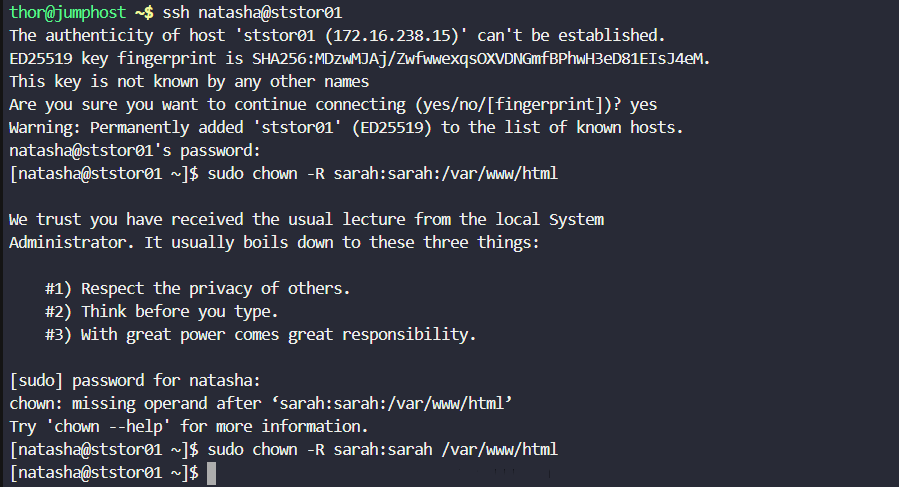 thor@jumphost ~$ ssh natasha@ststor01
The authenticity of host 'ststor01 (172.16.238.15)' can't be established.
ED25519 key fingerprint is SHA256:MDzwMJAj/ZwfwwexqsOXVDNGmfBPhwH3eD81EIsJ4eM.
This key is not known by any other names
Are you sure you want to continue connecting (yes/no/[fingerprint])? yes
Warning: Permanently added 'ststor01' (ED25519) to the list of known hosts.
natasha@ststor01's password:
[natasha@ststor01 ~]$ sudo chown -R sarah:sarah:/var/www/html
We trust you have received the usual lecture from the local System
Administrator. It usually boils down to these three things:
#1) Respect the privacy of others.
#2) Think before you type.
#3) With great power comes great responsibility.
[sudo] password for natasha:
chown: missing operand after ‘sarah:sarah:/var/www/html’
Try 'chown --help' for more information.
[natasha@ststor01 ~]$ sudo chown -R sarah:sarah /var/www/html
[natasha@ststor01 ~]$